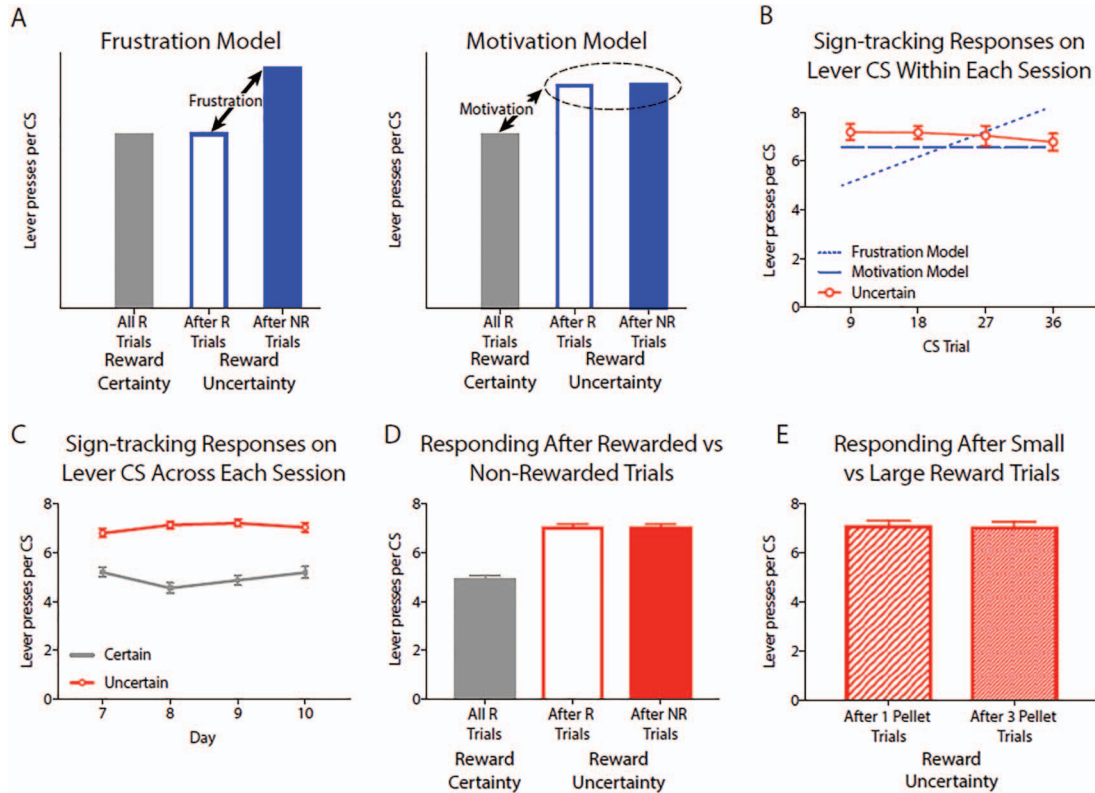 A
Frustration Model
Lever presses per CS
Frustration
All R
Trials
After R
Trials
After NR
Trials
Reward
Certainty
Reward
Uncertainty
Motivation Model
Lever presses per CS
Motivation
All R
Trials
After R
Trials
After NR
Trials
Reward
Certainty
Reward
Uncertainty
B
Sign-tracking Responses on
Lever CS Within Each Session
Lever presses per CS
8
6
4
2
0
Frustration Model
Motivation Model
Uncertain
9 18 27 36
CS Trial
C
Sign-tracking Responses on
Lever CS Across Each Session
Lever presses per CS
8
6
4
2
0
Certain
Uncertain
7 8 9 10
Day
D
Responding After Rewarded vs
Non-Rewarded Trials
Lever presses per CS
8
6
4
2
0
All R
Trials
After R
Trials
After NR
Trials
Reward
Certainty
Reward
Uncertainty
E
Responding After Small
vs Large Reward Trials
Lever presses per CS
8
6
4
2
0
After 1 Pellet
Trials
After 3 Pellet
Trials
Reward
Uncertainty